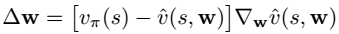 Δ𝐰 = [v_π(s) − v̂(s, 𝐰)]∇_𝐰 v̂(s, 𝐰)